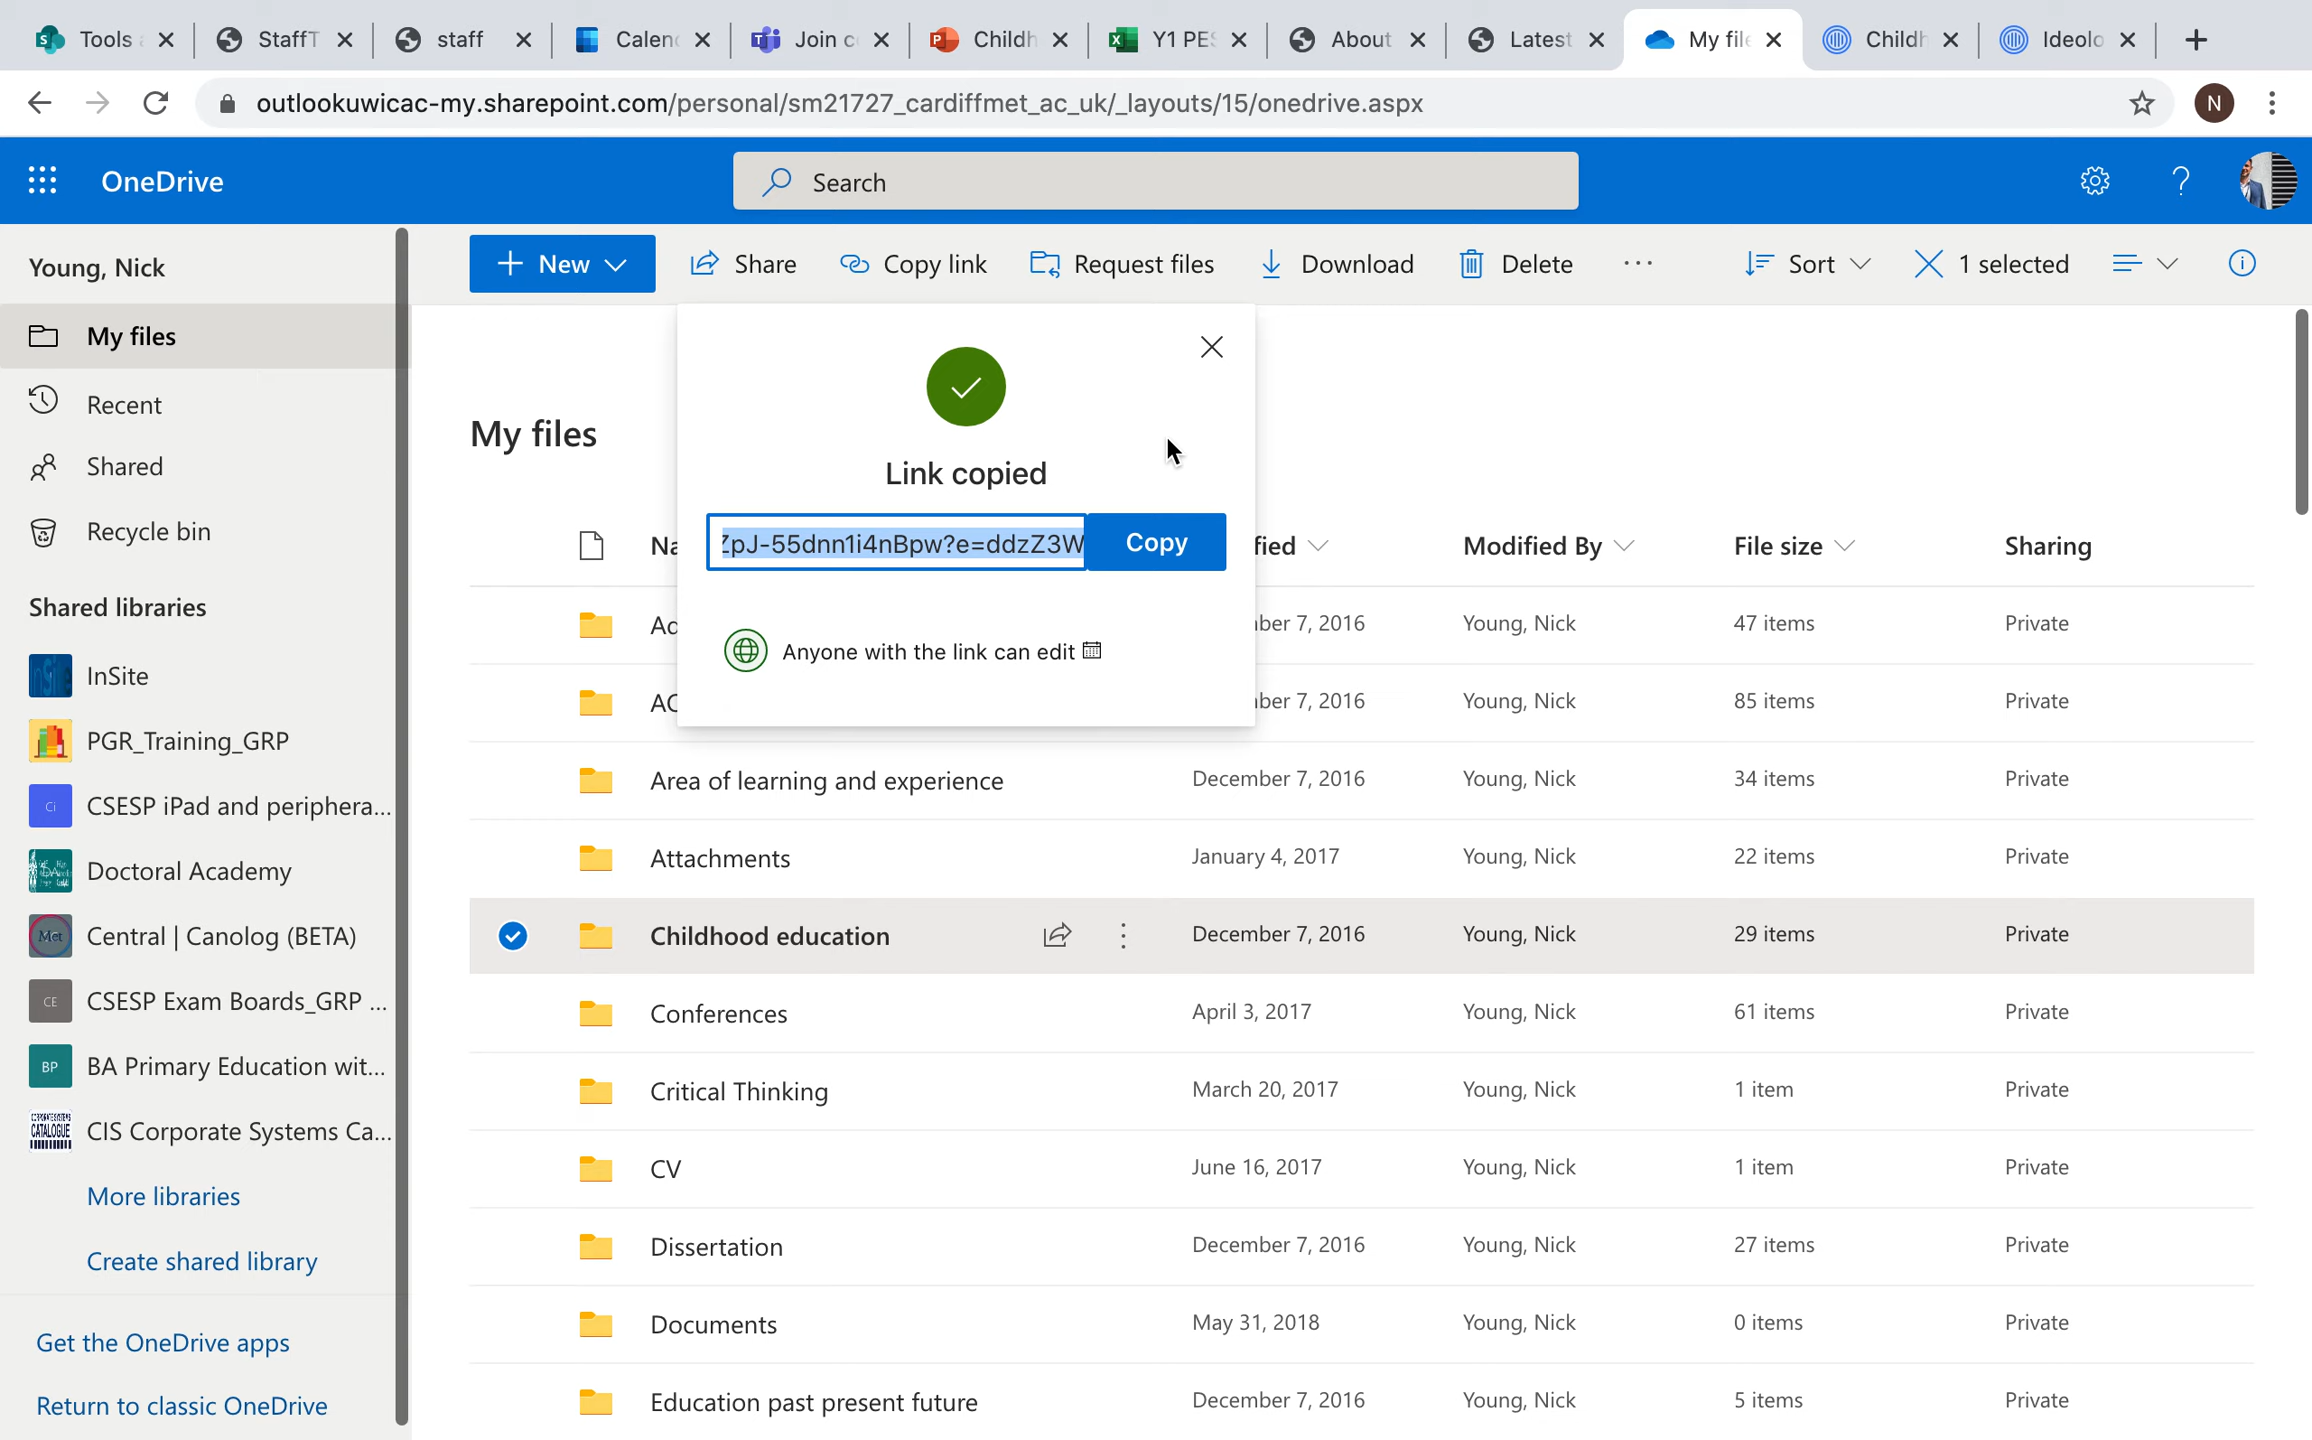 Tools
StaffT
staff
Calen
Join c
Childh
Y1 PES
About
Latest
My file
Childh
Ideolo
outlookuwicac-my.sharepoint.com/personal/sm21727_cardiffmet_ac_uk/_layouts/15/onedrive.aspx
N
OneDrive
Search
?
Young, Nick
New
Share
Copy link
Request files
Download
Delete
Sort
1 selected
My files
Recent
Shared
Recycle bin
Shared libraries
InSite
PGR_Training_GRP
Ci
CSESP iPad and periphera...
Doctoral Academy
Met
Central | Canolog (BETA)
CE
CSESP Exam Boards_GRP ...
BP
BA Primary Education wit...
CATALOGUE
CIS Corporate Systems Ca...
More libraries
Create shared library
Get the OneDrive apps
Return to classic OneDrive
My files
Link copied
ZpJ-55dnn1i4nBpw?e=ddzZ3W
Copy
Anyone with the link can edit
Na
fied
Modified By
File size
Sharing
Ad
ber 7, 2016
Young, Nick
47 items
Private
AC
ber 7, 2016
Young, Nick
85 items
Private
Area of learning and experience
December 7, 2016
Young, Nick
34 items
Private
Attachments
January 4, 2017
Young, Nick
22 items
Private
Childhood education
December 7, 2016
Young, Nick
29 items
Private
Conferences
April 3, 2017
Young, Nick
61 items
Private
Critical Thinking
March 20, 2017
Young, Nick
1 item
Private
CV
June 16, 2017
Young, Nick
1 item
Private
Dissertation
December 7, 2016
Young, Nick
27 items
Private
Documents
May 31, 2018
Young, Nick
0 items
Private
Education past present future
December 7, 2016
Young, Nick
5 items
Private